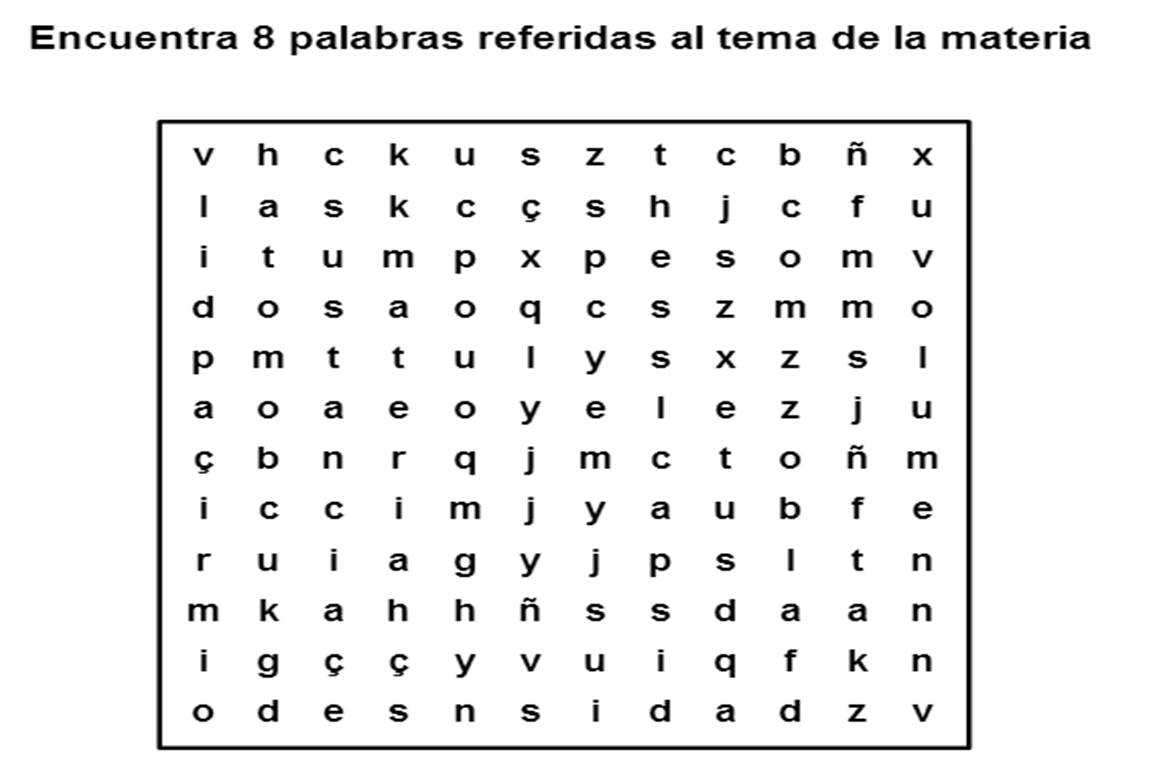 Encuentra 8 palabras referidas al tema de la materia
v h c k u s z t c b ñ x
l a s k c ç s h j c f u
i t u m p x p e s o m v
d o s a o q c s z m m o
p m t t u l y s x z s l
a o a e o y e l e z j u
ç b n r q j m c t o ñ m
i c c i m j y a u b f e
r u i a g y j p s l t n
m k a h h ñ s s d a a n
i g ç ç y v u i q f k n
o d e s n s i d a d z v